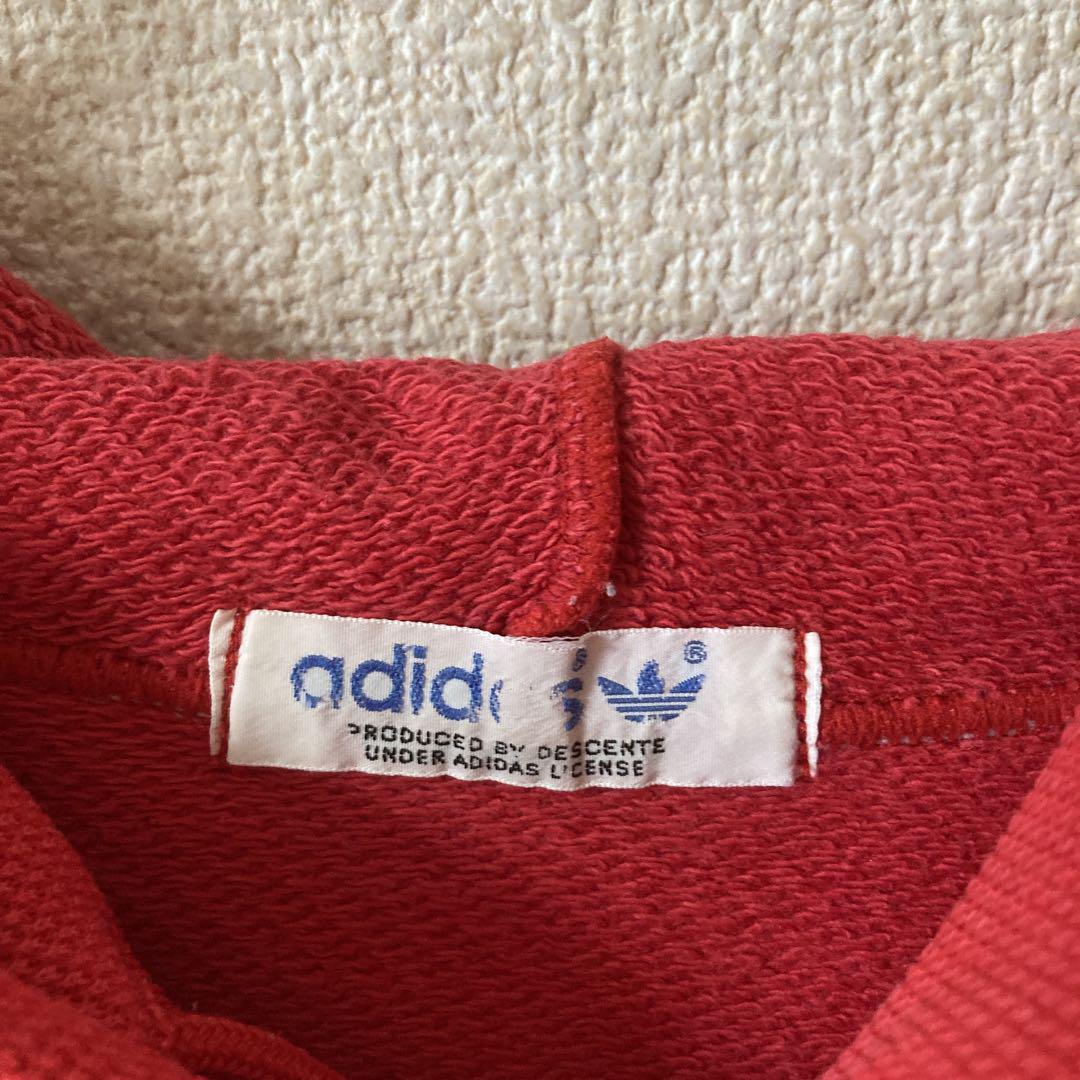 adidas® ®
PRODUCED BY DESCENTE
UNDER ADIDAS LICENSE